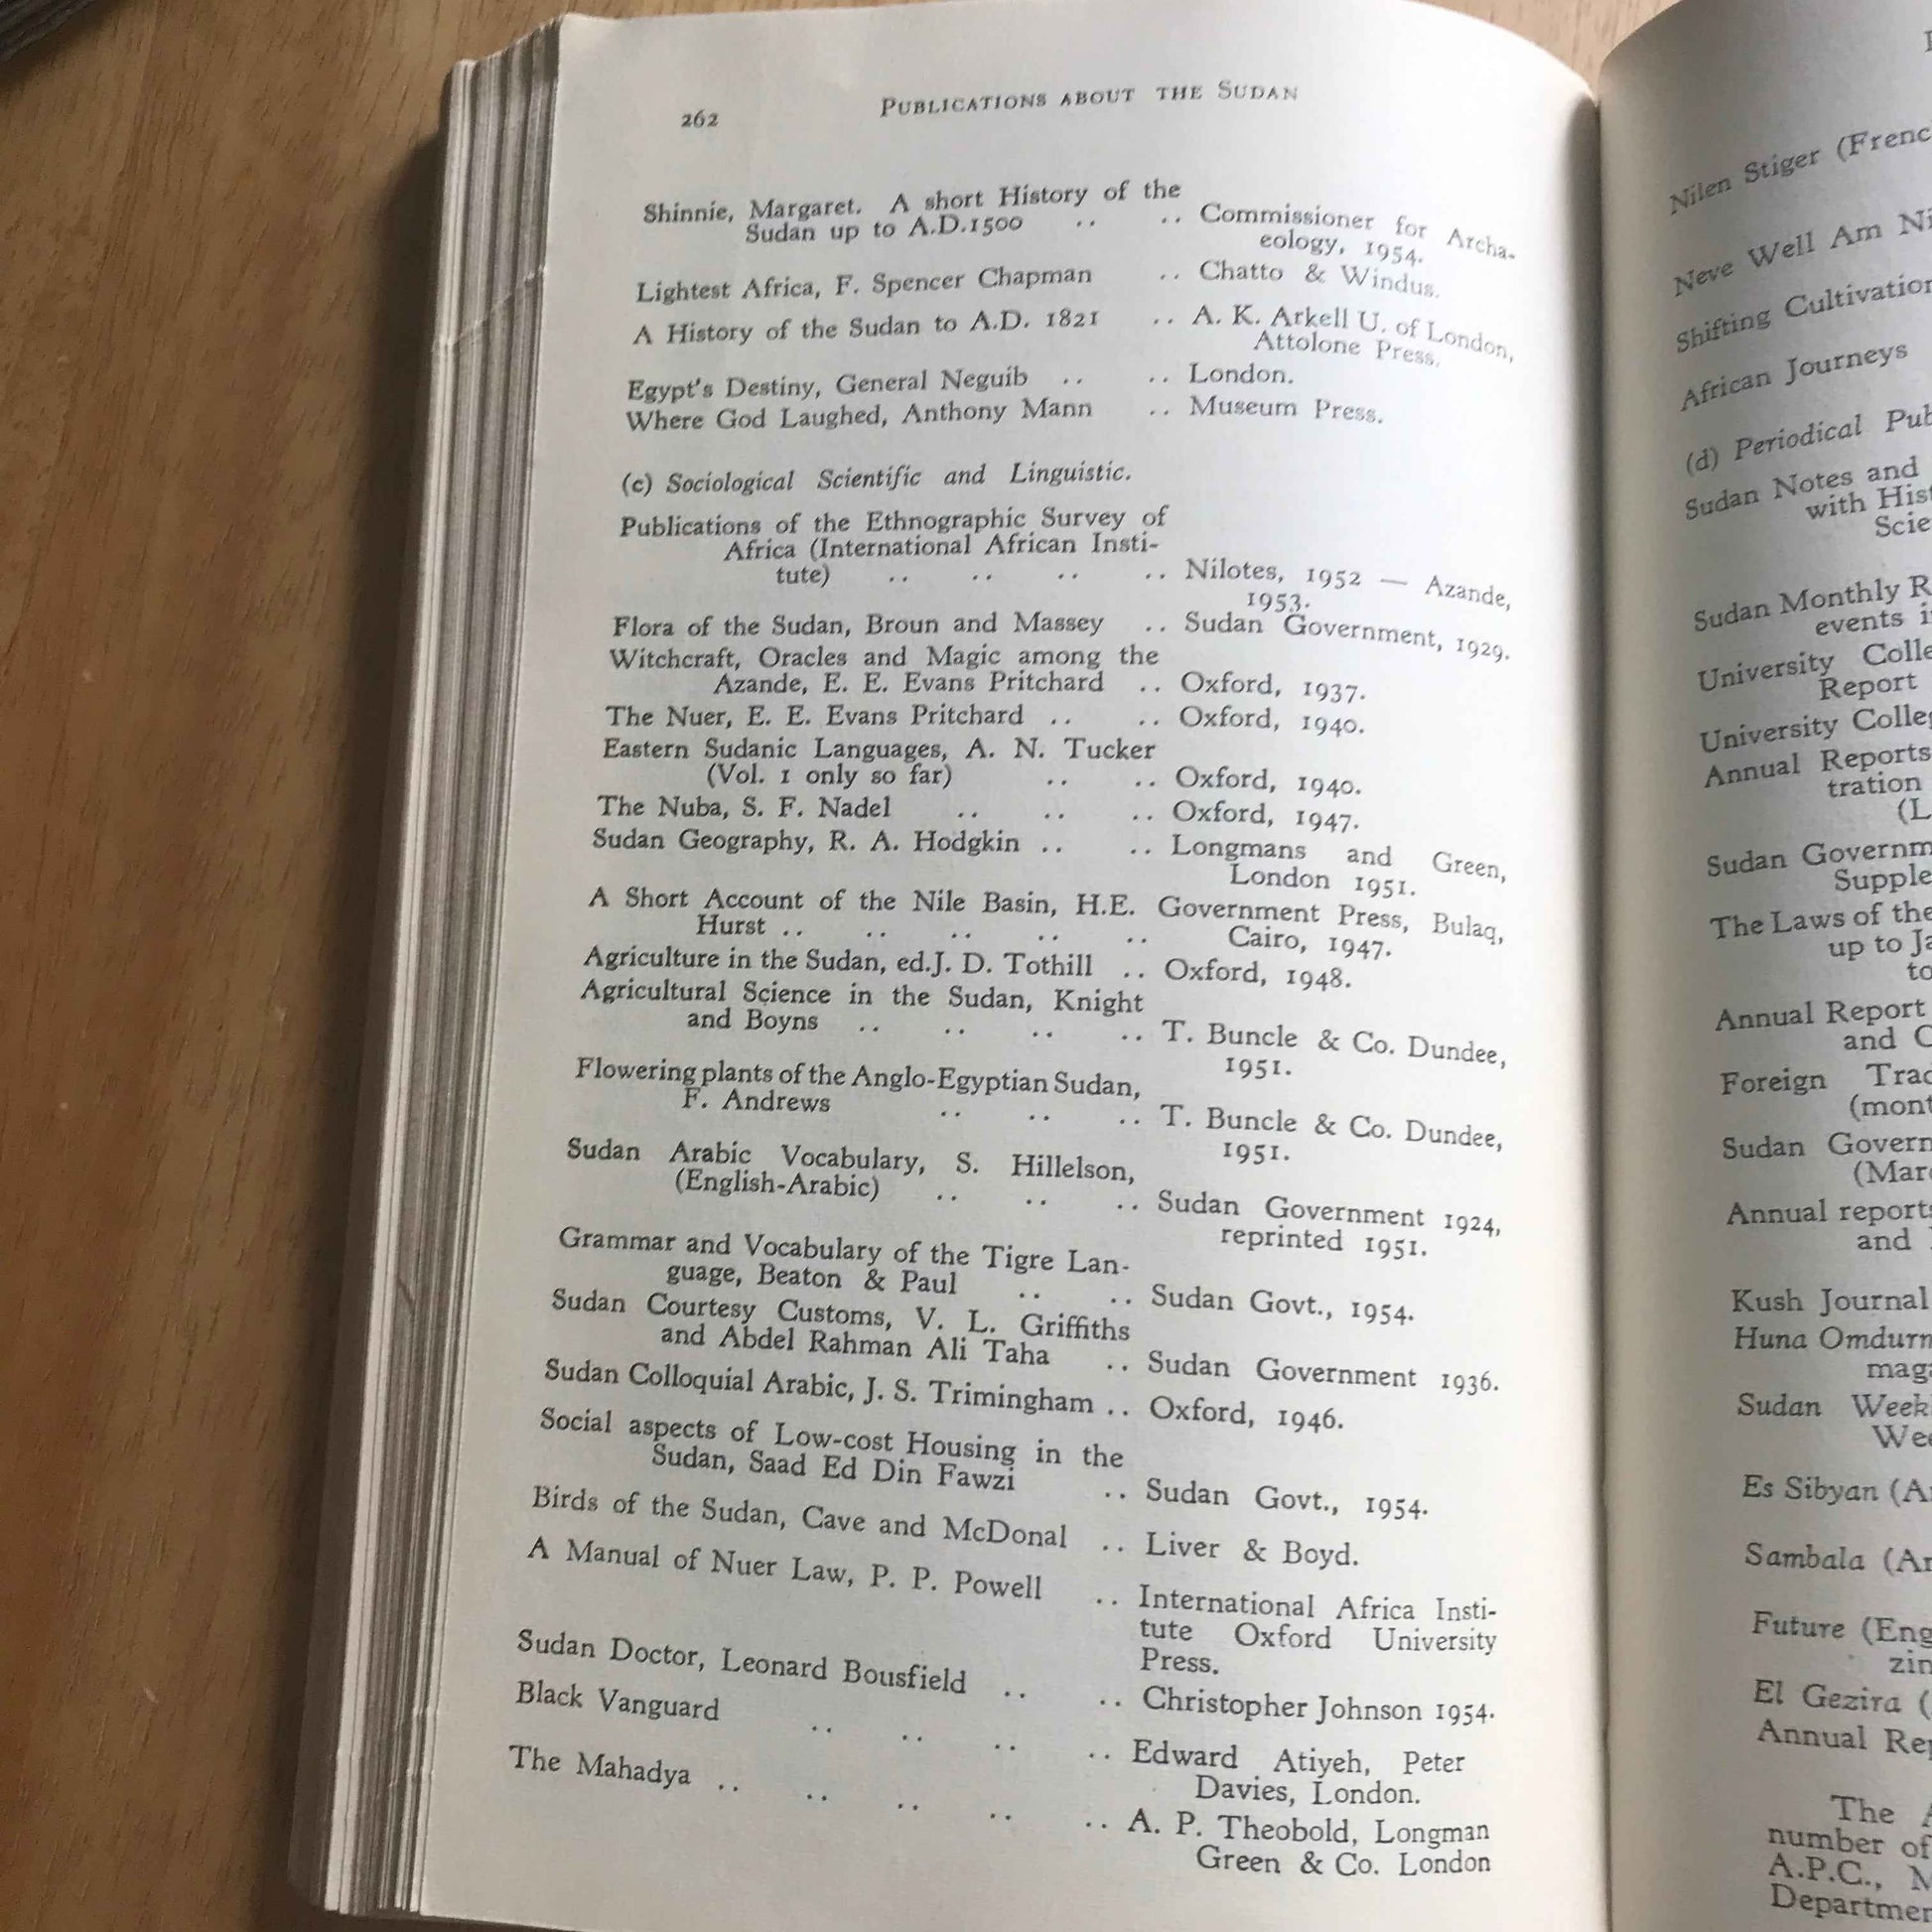 262 PUBLICATIONS ABOUT THE SUDAN
Shinnie, Margaret. A short History of the
Sudan up to A.D.1500 .. .. Commissioner for Archa-
eology, 1954.
Lightest Africa, F. Spencer Chapman .. Chatto & Windus.
A History of the Sudan to A.D. 1821 .. A. K. Arkell U. of London,
Attolone Press.
Egypt's Destiny, General Neguib .. .. London.
Where God Laughed, Anthony Mann .. Museum Press.
(c) Sociological Scientific and Linguistic.
Publications of the Ethnographic Survey of
Africa (International African Insti-
tute) .. .. .. .. Nilotes, 1952 — Azande,
1953.
Flora of the Sudan, Broun and Massey .. Sudan Government, 1929.
Witchcraft, Oracles and Magic among the
Azande, E. E. Evans Pritchard .. Oxford, 1937.
The Nuer, E. E. Evans Pritchard .. .. Oxford, 1940.
Eastern Sudanic Languages, A. N. Tucker
(Vol. 1 only so far) .. .. Oxford, 1940.
The Nuba, S. F. Nadel .. .. .. Oxford, 1947.
Sudan Geography, R. A. Hodgkin .. .. Longmans and Green,
London 1951.
A Short Account of the Nile Basin, H.E. Government Press, Bulaq,
Hurst .. .. .. .. .. Cairo, 1947.
Agriculture in the Sudan, ed.J. D. Tothill .. Oxford, 1948.
Agricultural Science in the Sudan, Knight
and Boyns .. .. .. .. T. Buncle & Co. Dundee,
1951.
Flowering plants of the Anglo-Egyptian Sudan,
F. Andrews .. .. .. T. Buncle & Co. Dundee,
1951.
Sudan Arabic Vocabulary, S. Hillelson,
(English-Arabic) .. .. .. Sudan Government 1924,
reprinted 1951.
Grammar and Vocabulary of the Tigre Lan-
guage, Beaton & Paul .. .. Sudan Govt., 1954.
Sudan Courtesy Customs, V. L. Griffiths
and Abdel Rahman Ali Taha .. Sudan Government 1936.
Sudan Colloquial Arabic, J. S. Trimingham .. Oxford, 1946.
Social aspects of Low-cost Housing in the
Sudan, Saad Ed Din Fawzi .. Sudan Govt., 1954.
Birds of the Sudan, Cave and McDonal .. Liver & Boyd.
A Manual of Nuer Law, P. P. Powell .. International Africa Insti-
tute Oxford University
Press.
Sudan Doctor, Leonard Bousfield .. .. Christopher Johnson 1954.
Black Vanguard .. .. .. .. Edward Atiyeh, Peter
Davies, London.
The Mahadya .. .. .. .. .. A. P. Theobold, Longman
Green & Co. London
Nilen Stiger
Neve Well Am
Shifting Cultivation
African Journeys
(d) Periodical
Sudan Notes and
with
Sudan Monthly
events
University
Report
University
Annual Reports
tration
Sudan
The Laws of the
up to
to
Annual Report
and
Foreign
Sudan
Annual reports
and
Kush Journal
Huna
Sudan
Es Sibyan
Sambala
Future
El Gezira
Annual
The
number of
A.P.C.,